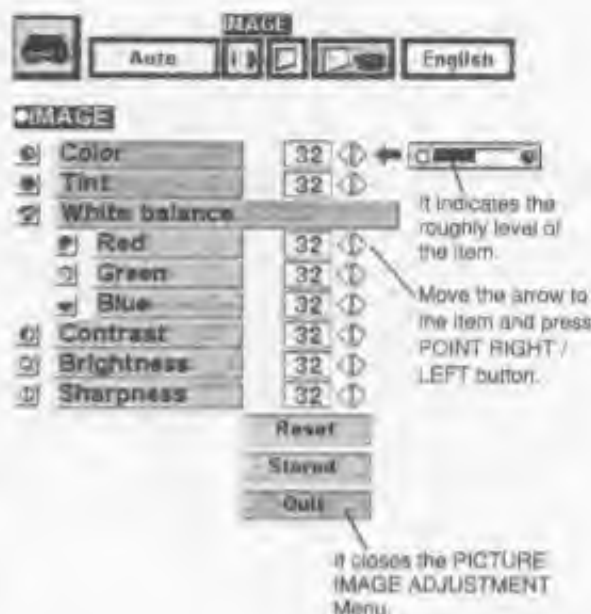 IMAGE
Auto
English
IMAGE
Color 32
Tint 32
White balance
Red 32
Green 32
Blue 32
Contrast 32
Brightness 32
Sharpness 32
Reset
Stored
Quit
It indicates the
roughly level of
the item.
Move the arrow to
the item and press
POINT RIGHT /
LEFT button.
It closes the PICTURE
IMAGE ADJUSTMENT
Menu.